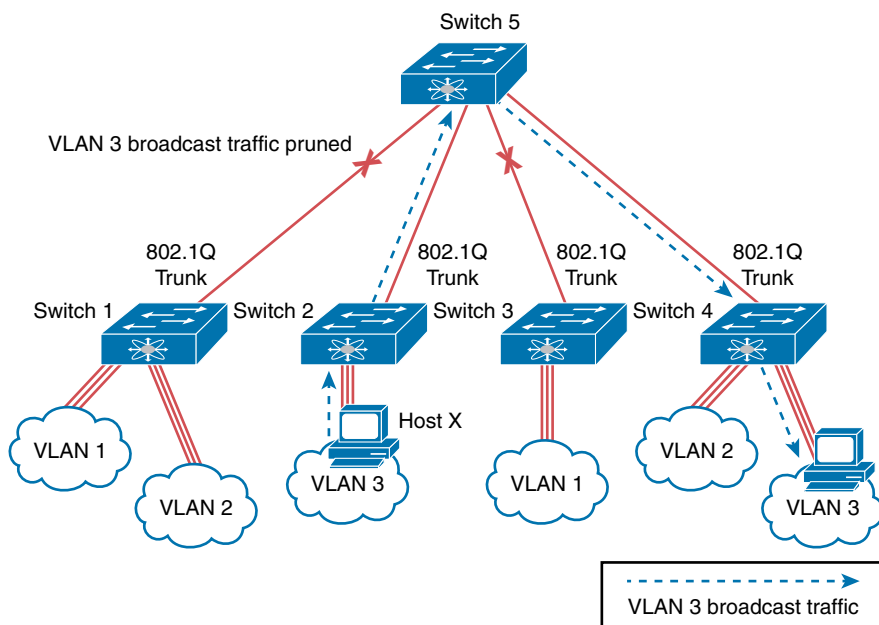 Switch 5
VLAN 3 broadcast traffic pruned
802.1Q
Trunk
802.1Q
Trunk
802.1Q
Trunk
802.1Q
Trunk
Switch 1
Switch 2
Switch 3
Switch 4
Host X
VLAN 1
VLAN 2
VLAN 3
VLAN 1
VLAN 2
VLAN 3
VLAN 3 broadcast traffic